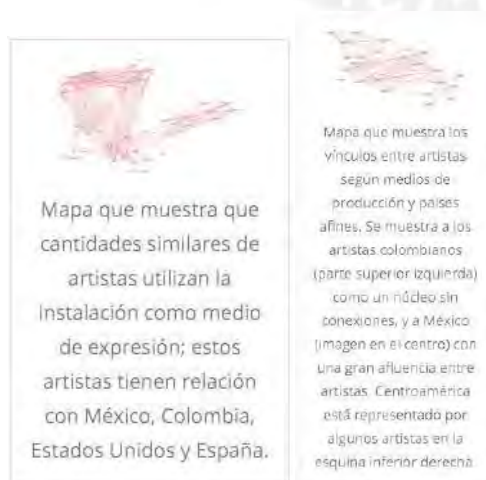 Mapa que muestra que
cantidades similares de
artistas utilizan la
instalación como medio
de expresión; estos
artistas tienen relación
con México, Colombia,
Estados Unidos y España.
Mapa que muestra los
vínculos entre artistas
según medios de
producción y países
afines. Se muestra a los
artistas colombianos
(parte superior izquierda)
como un núcleo sin
conexiones, y a México
(imagen en el centro) con
una gran afluencia entre
artistas. Centroamérica
está representado por
algunos artistas en la
esquina inferior derecha